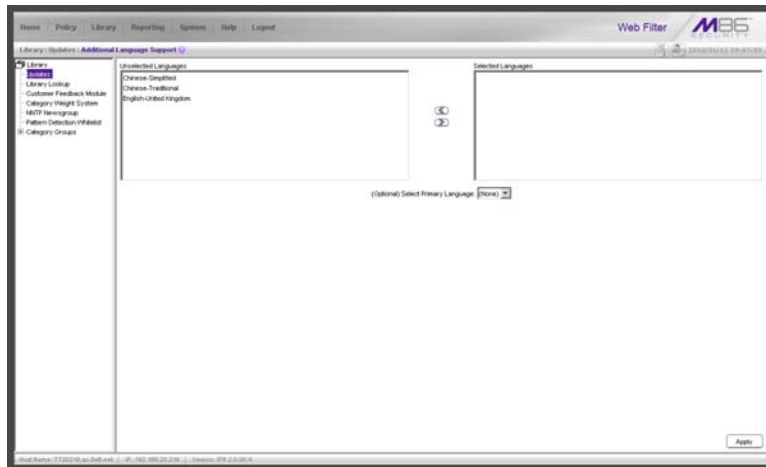 Home Policy Library Reporting System Help Logout
Web Filter
M86
SECURITY
Library : Updates : Additional Language Support
Library
Updates
Library Lookup
Customer Feedback Module
Category Weight System
NNTP Newsgroup
Pattern Detection Whitelist
Category Groups
Unselected Languages
Chinese-Simplified
Chinese-Traditional
English-United Kingdom
Selected Languages
(Optional) Select Primary Language: (None)
Apply